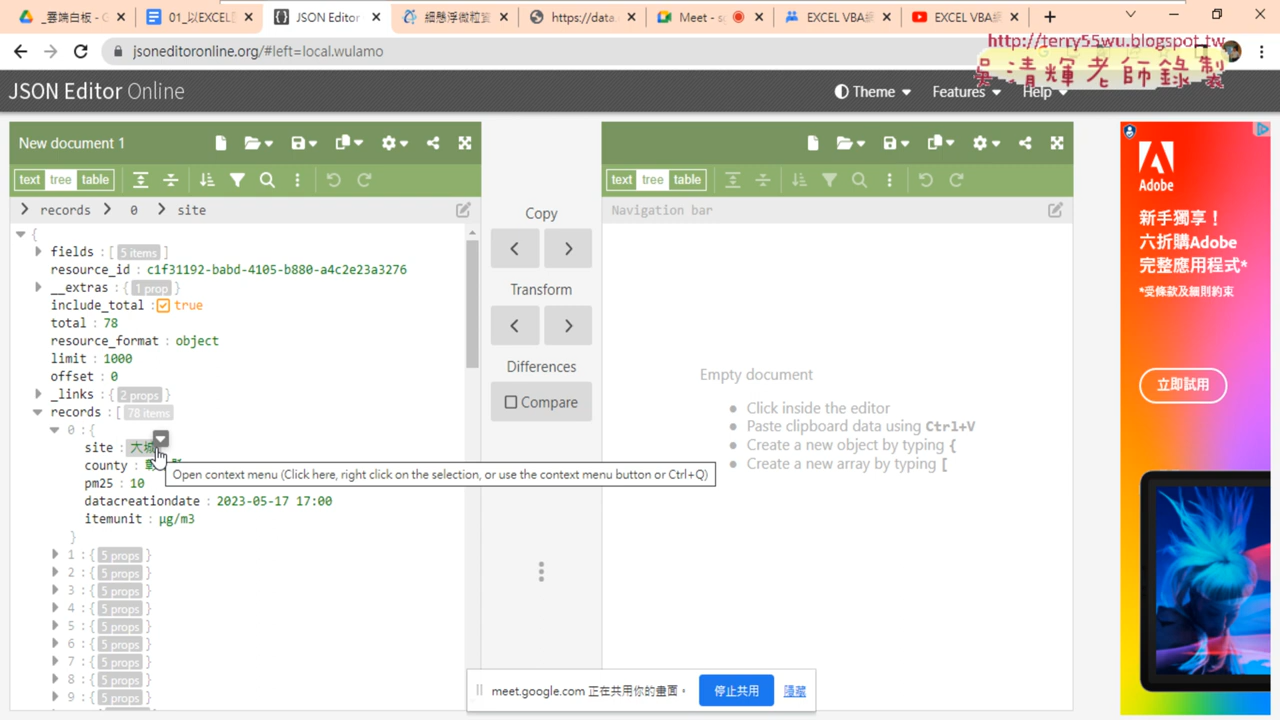 _雲端白板 - G
01_以EXCEL
JSON Editor
細懸浮微粒
https://data.
Meet - s
EXCEL VBA
EXCEL VBA
jsoneditoronline.org/#left=local.wulamo
http://terry55wu.blogspot.tw
吳清輝老師錄製
JSON Editor Online
Theme
Features
Help
New document 1
text tree table
text tree table
records 0 site
Navigation bar
{
fields : [ 5 items ]
resource_id : c1f31192-babd-4105-b880-a4c2e23a3276
__extras : { 1 prop }
include_total : true
total : 78
resource_format : object
limit : 1000
offset : 0
_links : { 2 props }
records : [ 78 items
0 : {
site : 大城
county :
pm25 : 10
datacreationdate : 2023-05-17 17:00
itemunit : μg/m3
}
1 : { 5 props }
2 : { 5 props }
3 : { 5 props }
4 : { 5 props }
5 : { 5 props }
6 : { 5 props }
7 : { 5 props }
8 : { 5 props }
9 : { 5 props }
Open context menu (Click here, right click on the selection, or use the context menu button or Ctrl+Q)
Copy
Transform
Differences
Compare
Empty document
Click inside the editor
Paste clipboard data using Ctrl+V
Create a new object by typing {
Create a new array by typing [
Adobe
新手獨享！
六折購Adobe
完整應用程式*
*受條款及細則約束
立即試用
meet.google.com 正在共用你的畫面。
停止共用
隱藏